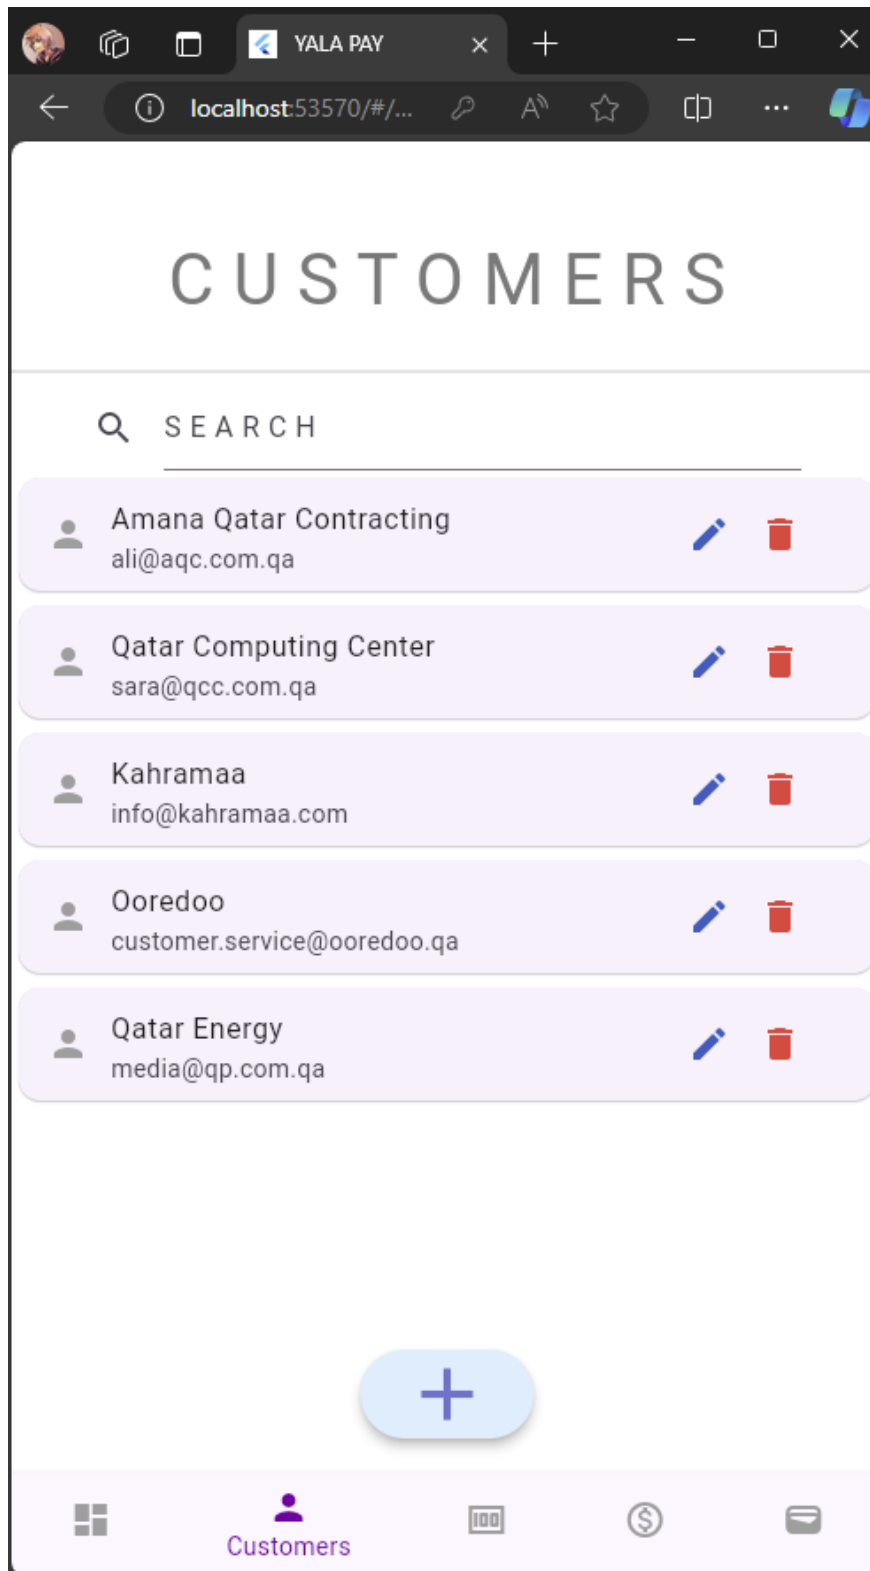 YALA PAY
localhost:53570/#/...
CUSTOMERS
SEARCH
Amana Qatar Contracting
ali@aqc.com.qa
Qatar Computing Center
sara@qcc.com.qa
Kahramaa
info@kahramaa.com
Ooredoo
customer.service@ooredoo.qa
Qatar Energy
media@qp.com.qa
Customers